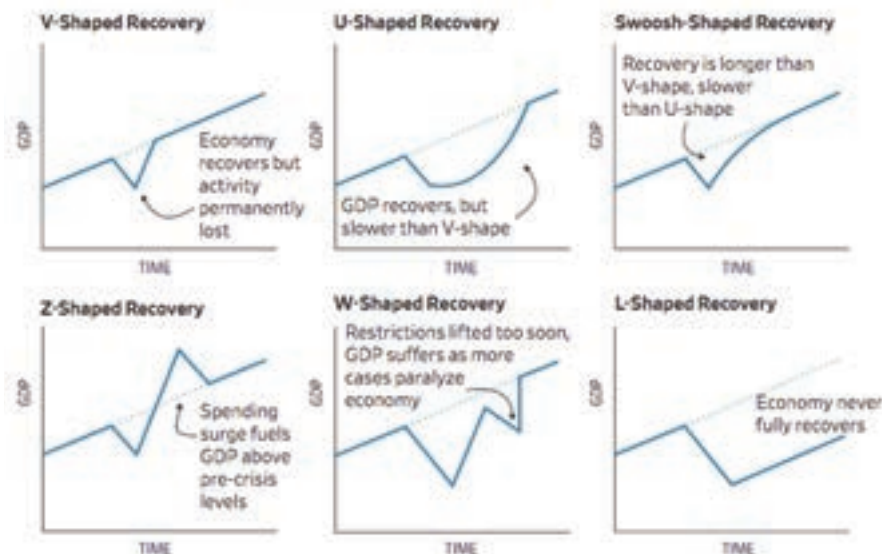 V-Shaped Recovery
GDP
Economy
recovers but
activity
permanently
lost
TIME
U-Shaped Recovery
GDP
GDP recovers, but
slower than V-shape
TIME
Swoosh-Shaped Recovery
Recovery is longer than
V-shape, slower
than U-shape
GDP
TIME
Z-Shaped Recovery
GDP
Spending
surge fuels
GDP above
pre-crisis
levels
TIME
W-Shaped Recovery
Restrictions lifted too soon,
GDP suffers as more
cases paralyze
economy
GDP
TIME
L-Shaped Recovery
GDP
Economy never
fully recovers
TIME